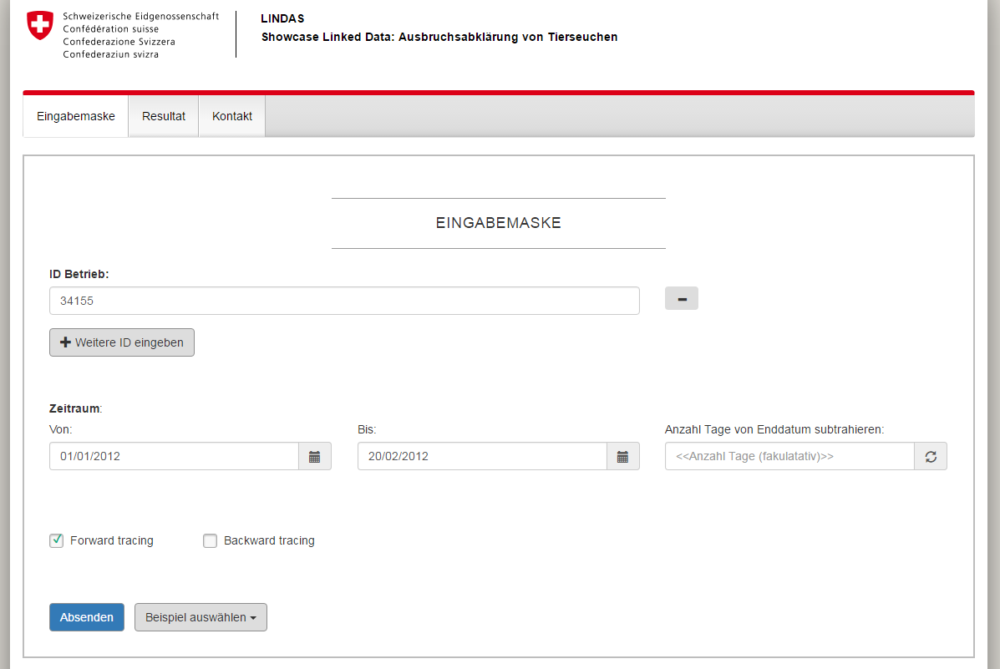 Schweizerische Eidgenossenschaft
Confédération suisse
Confederazione Svizzera
Confederaziun svizra
LINDAS
Showcase Linked Data: Ausbruchsabklärung von Tierseuchen
Eingabemaske Resultat Kontakt
EINGABEMASKE
ID Betrieb:
34155
Weitere ID eingeben
Zeitraum:
Von: Bis: Anzahl Tage von Enddatum subtrahieren:
01/01/2012 20/02/2012 <<Anzahl Tage (fakulatativ)>>
Forward tracing Backward tracing
Absenden Beispiel auswählen